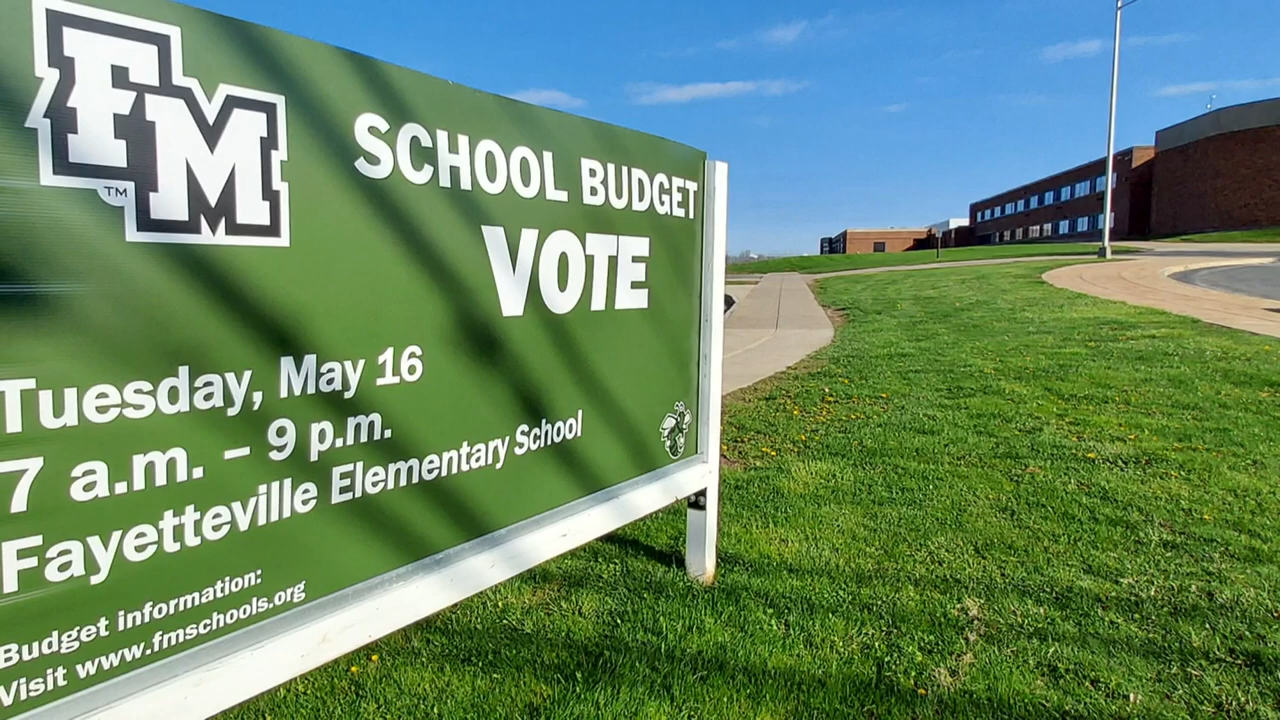 FM
TM
SCHOOL BUDGET
VOTE
Tuesday, May 16
7 a.m. – 9 p.m.
Fayetteville Elementary School
Budget information:
Visit www.fmschools.org